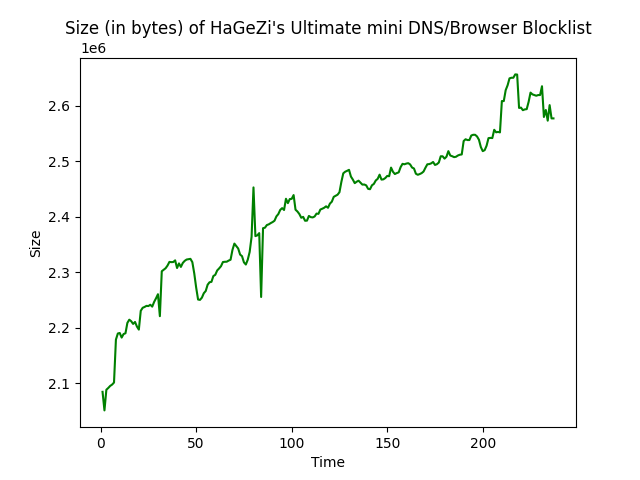 Size (in bytes) of HaGeZi's Ultimate mini DNS/Browser Blocklist
1e6
2.6
2.5
2.4
2.3
2.2
2.1
Size
0 50 100 150 200
Time